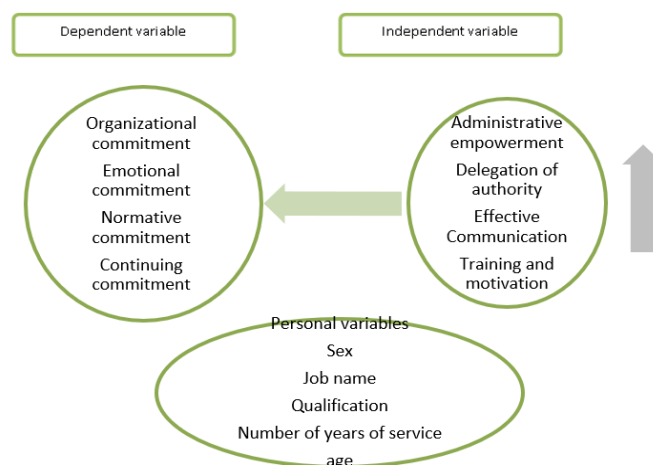 Dependent variable
Independent variable
Organizational
commitment
Emotional
commitment
Normative
commitment
Continuing
commitment
Administrative
empowerment
Delegation of
authority
Effective
Communication
Training and
motivation
Personal variables
Sex
Job name
Qualification
Number of years of service
age